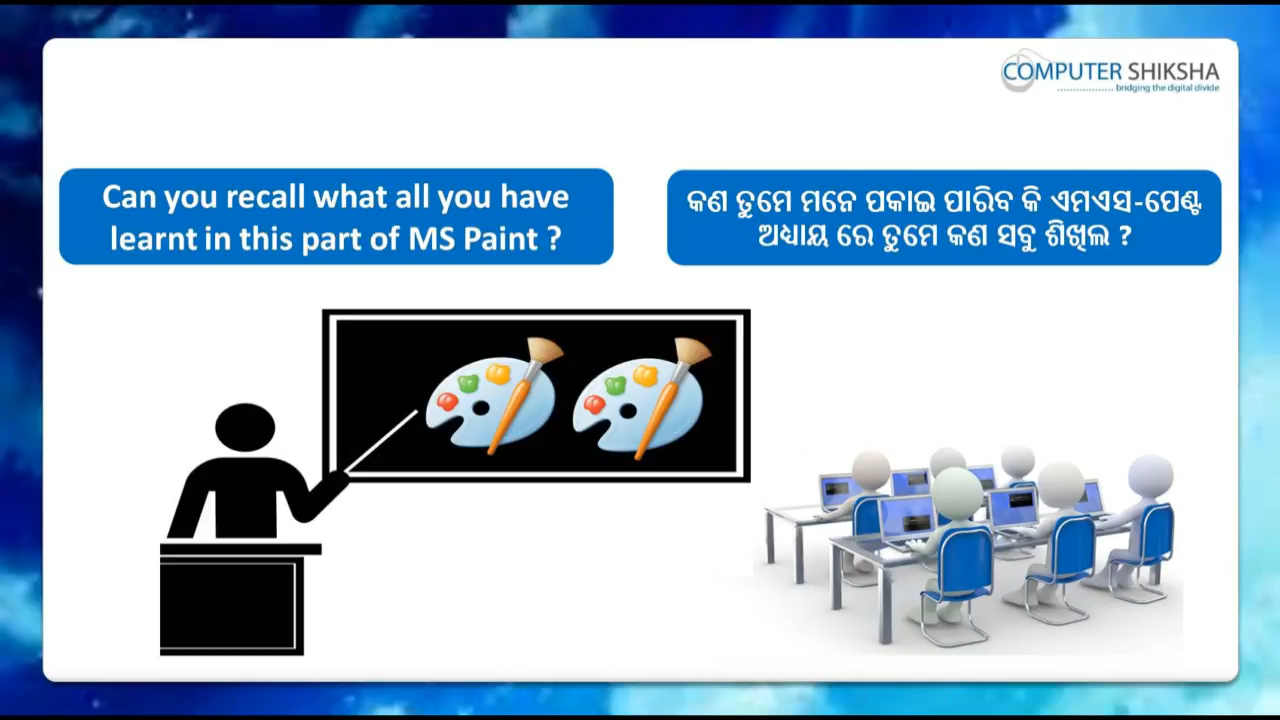 COMPUTER SHIKSHA
bridging the digital divide
Can you recall what all you have
learnt in this part of MS Paint ?
କଣ ତୁମେ ମନେ ପକାଇ ପାରିବ କି ଏମଏସ-ପେଣ୍ଟ
ଅଧ୍ୟାୟ ରେ ତୁମେ କଣ ସବୁ ଶିଖିଲ ?